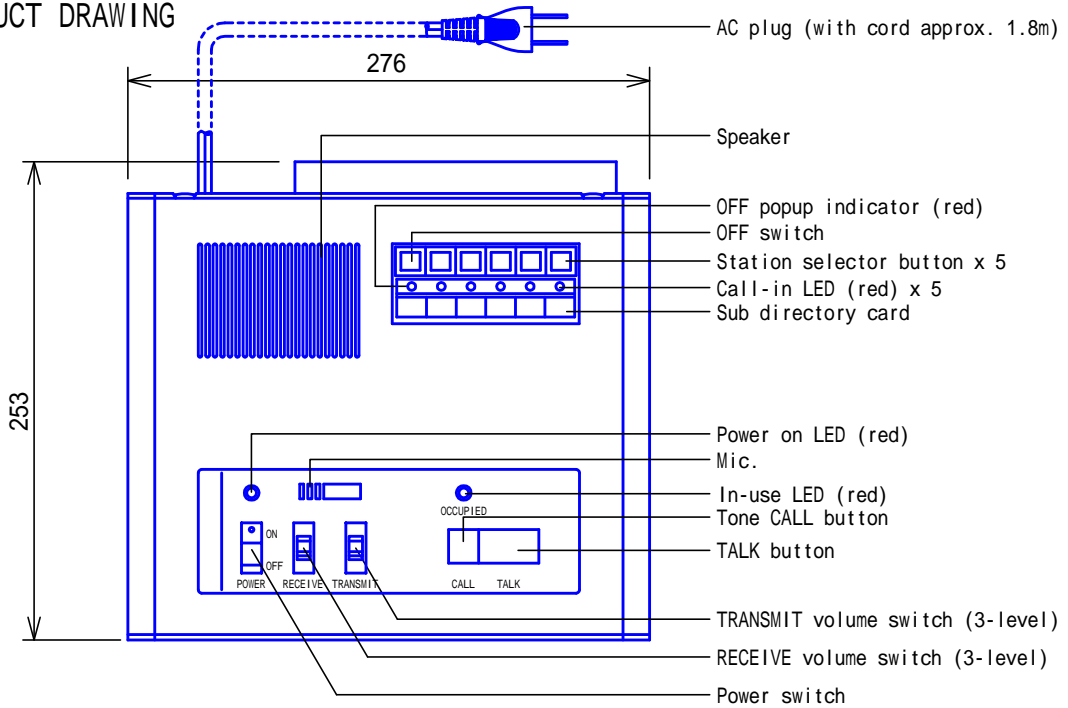 UCT DRAWING
AC plug (with cord approx. 1.8m)
276
Speaker
OFF popup indicator (red)
OFF switch
Station selector button x 5
Call-in LED (red) x 5
Sub directory card
253
Power on LED (red)
Mic.
In-use LED (red)
OCCUPIED
Tone CALL button
ON
TALK button
OFF
POWER RECEIVE TRANSMIT CALL TALK
TRANSMIT volume switch (3-level)
RECEIVE volume switch (3-level)
Power switch